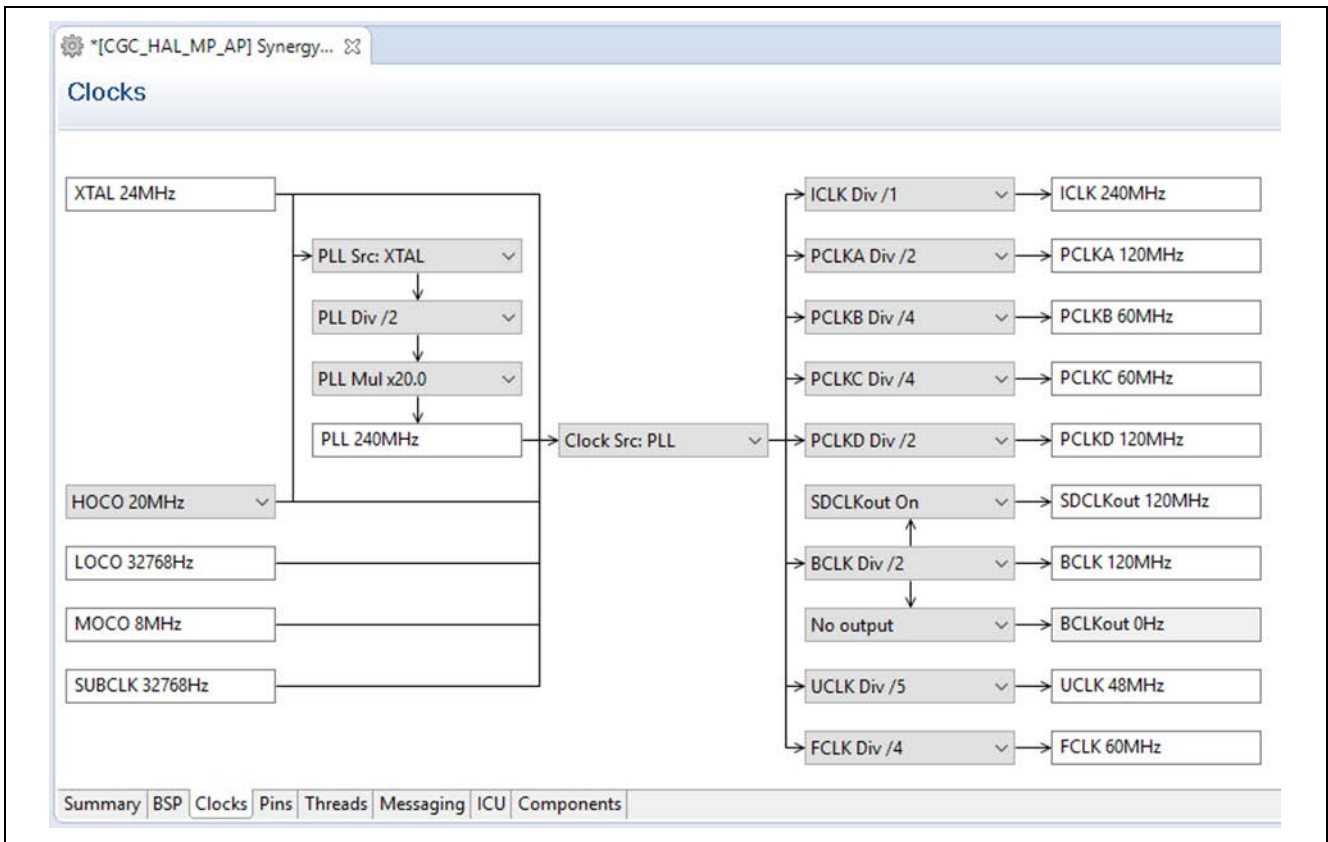 *[CGC_HAL_MP_AP] Synergy...
Clocks
XTAL 24MHz
PLL Src: XTAL
PLL Div /2
PLL Mul x20.0
PLL 240MHz
HOCO 20MHz
LOCO 32768Hz
MOCO 8MHz
SUBCLK 32768Hz
Clock Src: PLL
ICLK Div /1
ICLK 240MHz
PCLKA Div /2
PCLKA 120MHz
PCLKB Div /4
PCLKB 60MHz
PCLKC Div /4
PCLKC 60MHz
PCLKD Div /2
PCLKD 120MHz
SDCLKout On
SDCLKout 120MHz
BCLK Div /2
BCLK 120MHz
No output
BCLKout 0Hz
UCLK Div /5
UCLK 48MHz
FCLK Div /4
FCLK 60MHz
Summary BSP Clocks Pins Threads Messaging ICU Components